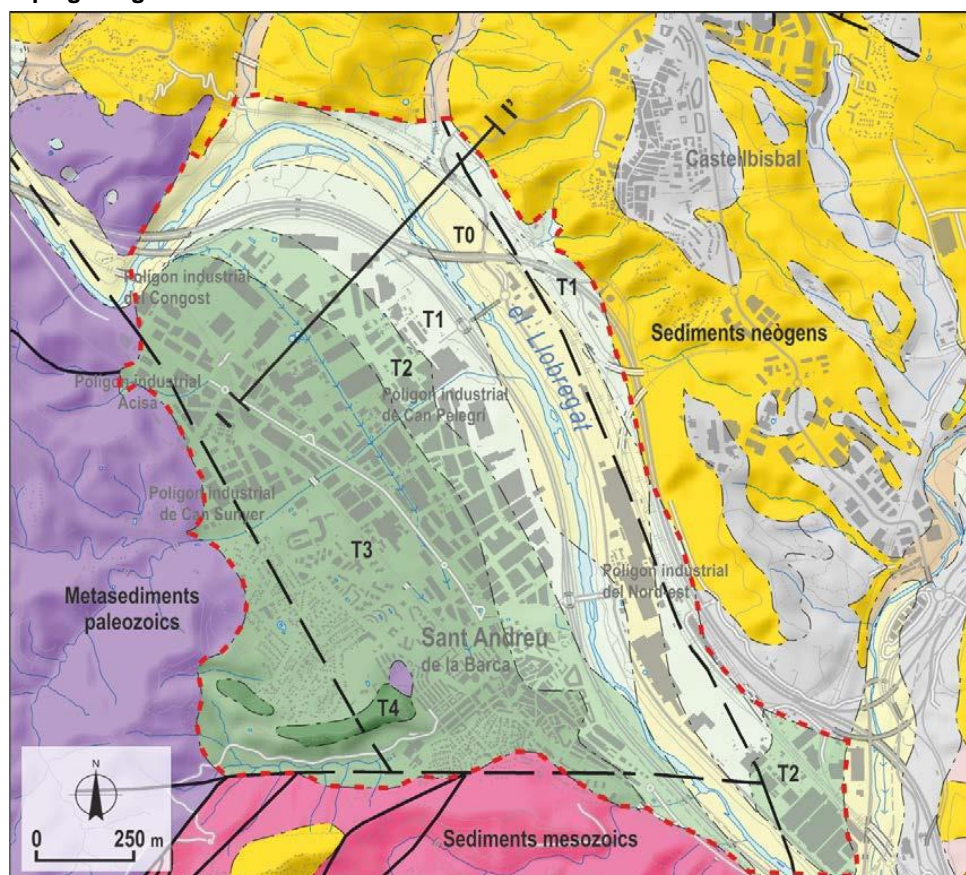 I'
Castellbisbal
T0
Polígon industrial
del Congost
T1
T1
el Llobregat
Sediments neògens
T2
Polígon industrial
Acisa
Polígon industrial
de Can Pelegrí
I
Polígon industrial
de Can Sunyer
T3
Polígon industrial
del Nord-est
Metasediments
paleozoics
Sant Andreu
de la Barca
T4
N
T2
0 250 m
Sediments mesozoics